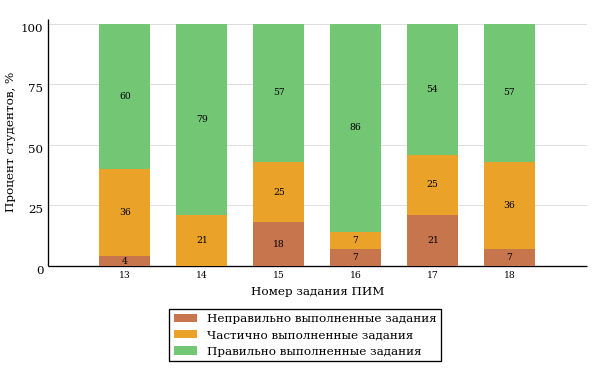 100
75
50
25
0
Процент студентов, %
60 79 57 86 54 57
36 21 25 7 25 36
4 18 7 21 7
13 14 15 16 17 18
Номер задания ПИМ
Неправильно выполненные задания
Частично выполненные задания
Правильно выполненные задания